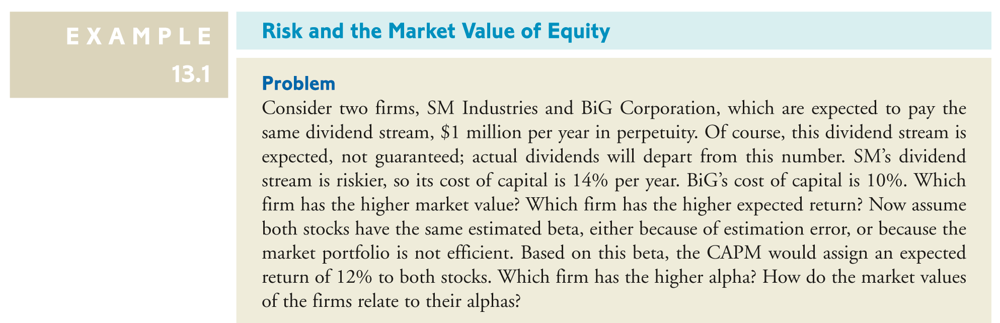 EXAMPLE
13.1
Risk and the Market Value of Equity
Problem
Consider two firms, SM Industries and BiG Corporation, which are expected to pay the
same dividend stream, $1 million per year in perpetuity. Of course, this dividend stream is
expected, not guaranteed; actual dividends will depart from this number. SM’s dividend
stream is riskier, so its cost of capital is 14% per year. BiG’s cost of capital is 10%. Which
firm has the higher market value? Which firm has the higher expected return? Now assume
both stocks have the same estimated beta, either because of estimation error, or because the
market portfolio is not efficient. Based on this beta, the CAPM would assign an expected
return of 12% to both stocks. Which firm has the higher alpha? How do the market values
of the firms relate to their alphas?